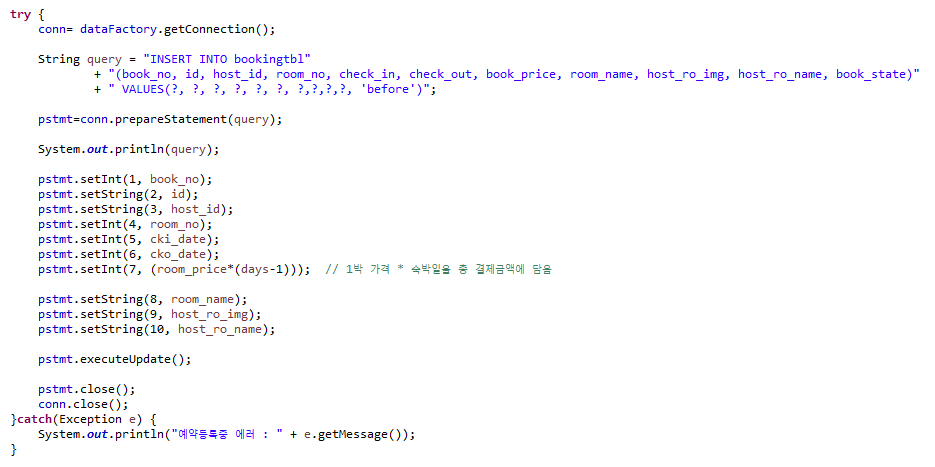 try {
conn= dataFactory.getConnection();
String query = "INSERT INTO bookingtbl"
+ "(book_no, id, host_id, room_no, check_in, check_out, book_price, room_name, host_ro_img, host_ro_name, book_state)"
+ " VALUES(?, ?, ?, ?, ?, ?, ?,?,?,?, 'before')";
pstmt=conn.prepareStatement(query);
System.out.println(query);
pstmt.setInt(1, book_no);
pstmt.setString(2, id);
pstmt.setString(3, host_id);
pstmt.setInt(4, room_no);
pstmt.setInt(5, cki_date);
pstmt.setInt(6, cko_date);
pstmt.setInt(7, (room_price*(days-1))); // 1박 가격 * 숙박일을 총 결제금액에 담음
pstmt.setString(8, room_name);
pstmt.setString(9, host_ro_img);
pstmt.setString(10, host_ro_name);
pstmt.executeUpdate();
pstmt.close();
conn.close();
}catch(Exception e) {
System.out.println("예약등록중 에러 : " + e.getMessage());
}